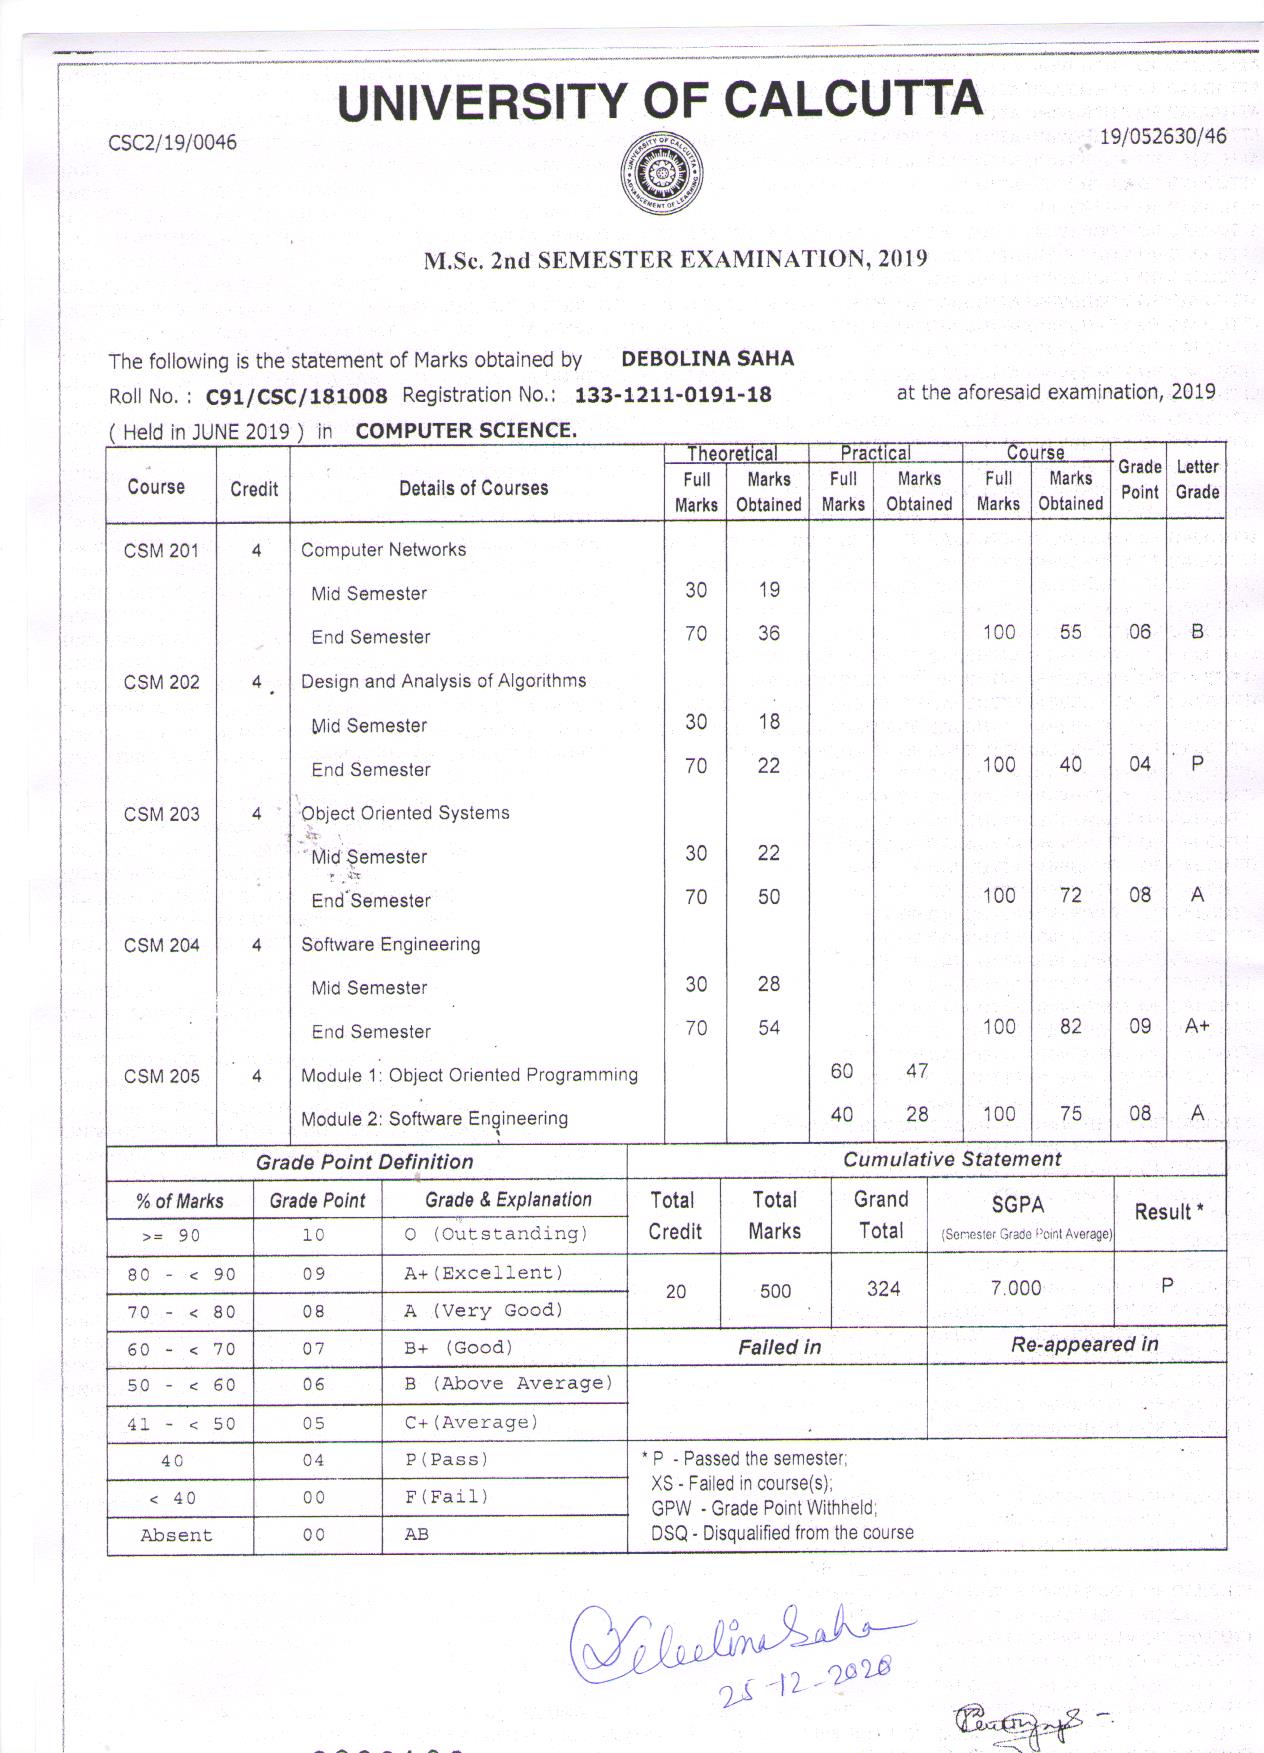 UNIVERSITY OF CALCUTTA
CSC2/19/0046
19/052630/46
UNIVERSITY OF CALCUTTA
ADVANCEMENT OF LEARNING
M.Sc. 2nd SEMESTER EXAMINATION, 2019
The following is the statement of Marks obtained by DEBOLINA SAHA
Roll No. : C91/CSC/181008 Registration No.: 133-1211-0191-18 at the aforesaid examination, 2019
( Held in JUNE 2019 ) in COMPUTER SCIENCE.
Theoretical Practical Course
Course Credit Details of Courses Full Marks Marks Obtained Full Marks Marks Obtained Full Marks Marks Obtained Grade Point Letter Grade
CSM 201 4 Computer Networks
Mid Semester 30 19
End Semester 70 36 100 55 06 B
CSM 202 4 Design and Analysis of Algorithms
Mid Semester 30 18
End Semester 70 22 100 40 04 P
CSM 203 4 Object Oriented Systems
Mid Semester 30 22
End Semester 70 50 100 72 08 A
CSM 204 4 Software Engineering
Mid Semester 30 28
End Semester 70 54 100 82 09 A+
CSM 205 4 Module 1: Object Oriented Programming 60 47
Module 2: Software Engineering 40 28 100 75 08 A
Grade Point Definition
% of Marks Grade Point Grade & Explanation
>= 90 10 O (Outstanding)
80 - < 90 09 A+(Excellent)
70 - < 80 08 A (Very Good)
60 - < 70 07 B+ (Good)
50 - < 60 06 B (Above Average)
41 - < 50 05 C+(Average)
40 04 P(Pass)
< 40 00 F(Fail)
Absent 00 AB
Cumulative Statement
Total Credit Total Marks Grand Total SGPA (Semester Grade Point Average) Result *
20 500 324 7.000 P
Failed in Re-appeared in
* P - Passed the semester;
XS - Failed in course(s);
GPW - Grade Point Withheld;
DSQ - Disqualified from the course
Debolina Saha
25-12-2020